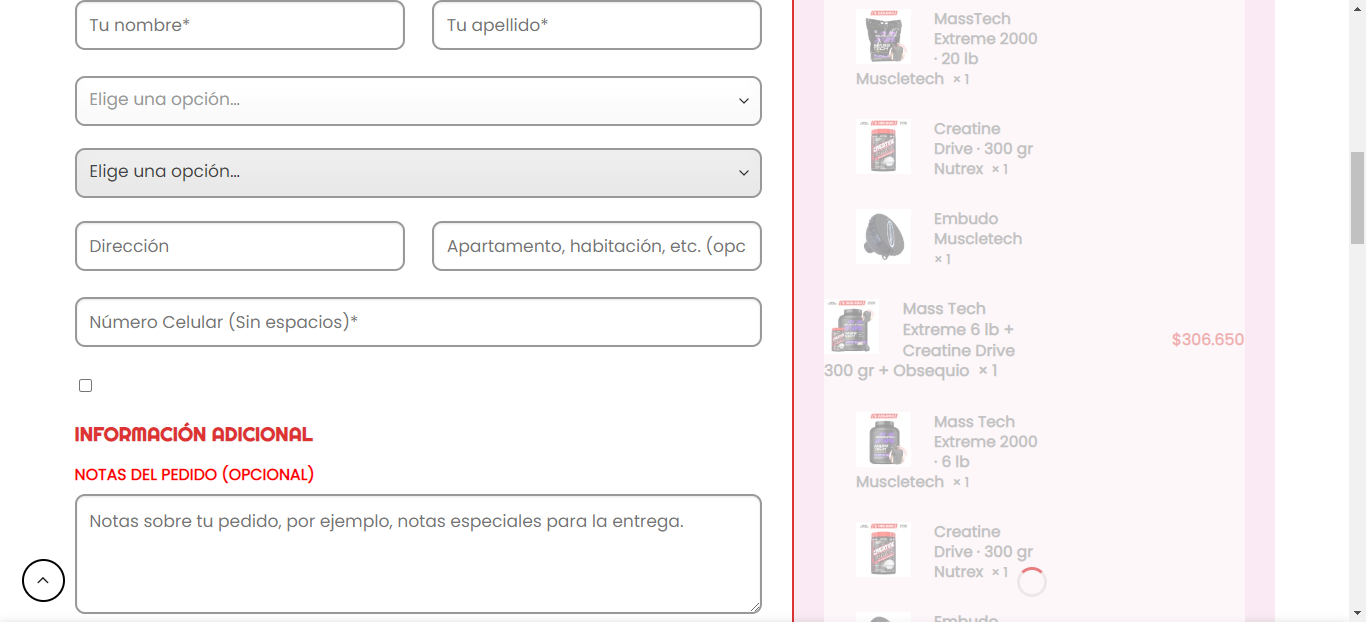 Tu nombre*
Tu apellido*
Elige una opción...
Elige una opción...
Dirección
Apartamento, habitación, etc. (opc
Número Celular (Sin espacios)*
INFORMACIÓN ADICIONAL
NOTAS DEL PEDIDO (OPCIONAL)
Notas sobre tu pedido, por ejemplo, notas especiales para la entrega.
MassTech
Extreme 2000
· 20 lb
Muscletech × 1
Creatine
Drive · 300 gr
Nutrex × 1
Embudo
Muscletech
× 1
Mass Tech
Extreme 6 lb +
Creatine Drive
300 gr + Obsequio × 1
$306.650
Mass Tech
Extreme 2000
· 6 lb
Muscletech × 1
Creatine
Drive · 300 gr
Nutrex × 1
Embudo